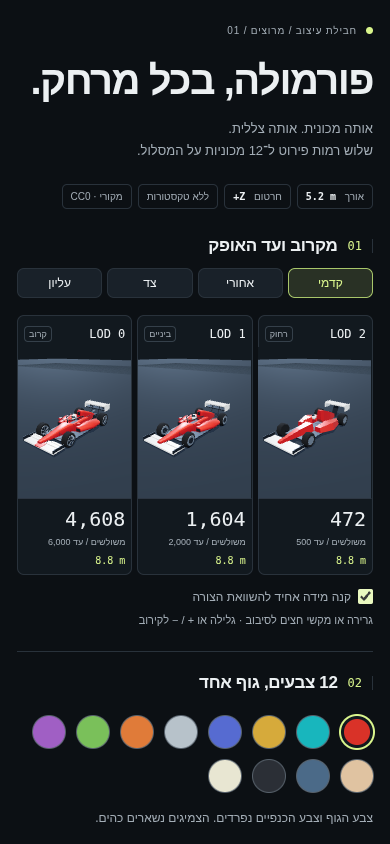 חבילת עיצוב / מרוצים / 01
פורמולה, בכל מרחק.
אותה מכונית. אותה צללית.
שלוש רמות פירוט ל־12 מכוניות על המסלול.
אורך 5.2 m
חרטום +Z
ללא טקסטורות
מקורי · CC0
01 מקרוב ועד האופק
קדמי
אחורי
צד
עליון
LOD 2 רחוק
LOD 1 ביניים
LOD 0 קרוב
472
משולשים / עד 500
8.8 m
1,604
משולשים / עד 2,000
8.8 m
4,608
משולשים / עד 6,000
8.8 m
קנה מידה אחיד להשוואת הצורה
גרירה או מקשי חצים לסיבוב · גלילה או + / − לקירוב
02 12 צבעים, גוף אחד
צבע הגוף וצבע הכנפיים נפרדים. הצמיגים נשארים כהים.